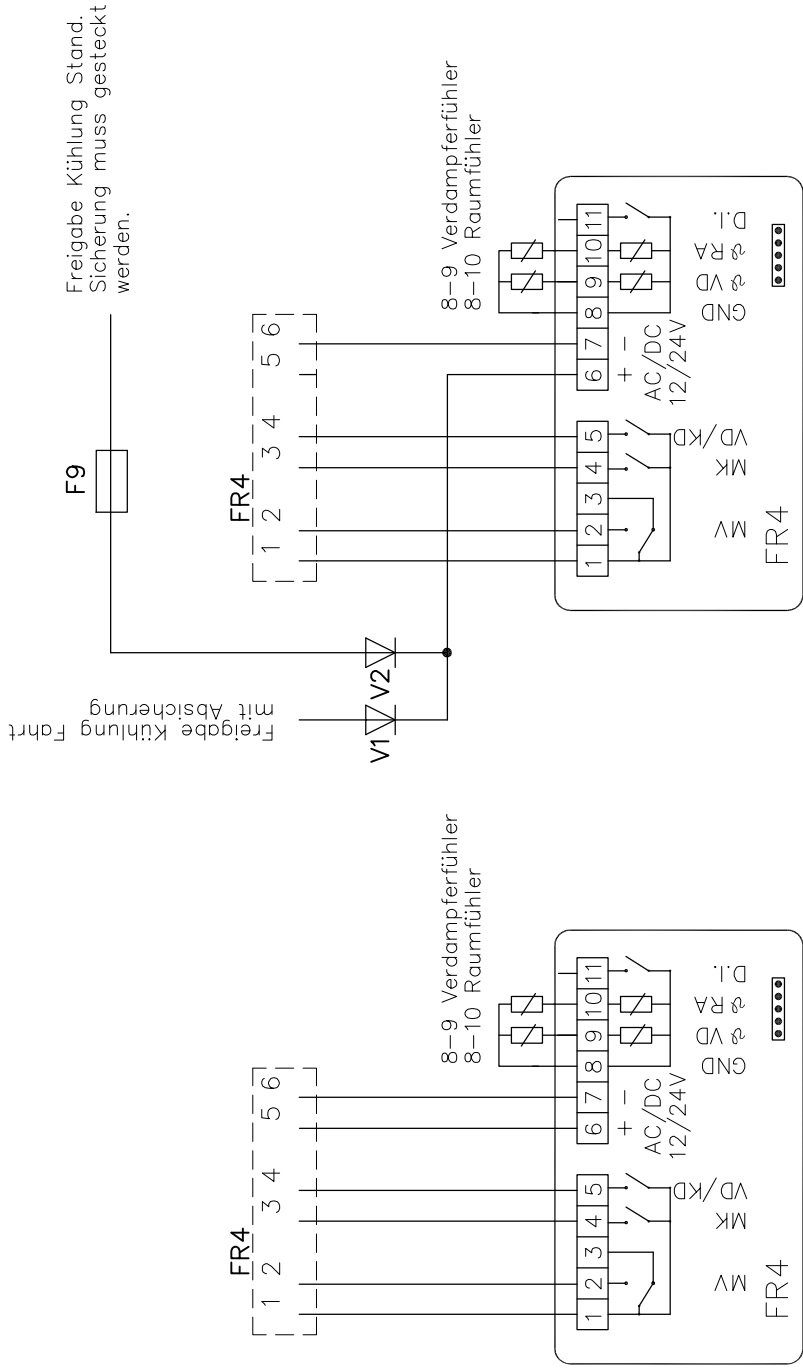 Freigabe Kühlung Stand.
Sicherung muss gesteckt
werden.
F9
Freigabe Kühlung Fahrt
mit Absicherung
V1 V2
FR4
1 2 3 4 5 6
8-9 Verdampferfühler
8-10 Raumfühler
1 2 3 4 5 6 7 8 9 10 11
MV MK VD/KD + - GND ϑ VD ϑ RA D.I.
AC/DC
12/24V
FR4
FR4
1 2 3 4 5 6
8-9 Verdampferfühler
8-10 Raumfühler
1 2 3 4 5 6 7 8 9 10 11
MV MK VD/KD + - GND ϑ VD ϑ RA D.I.
AC/DC
12/24V
FR4